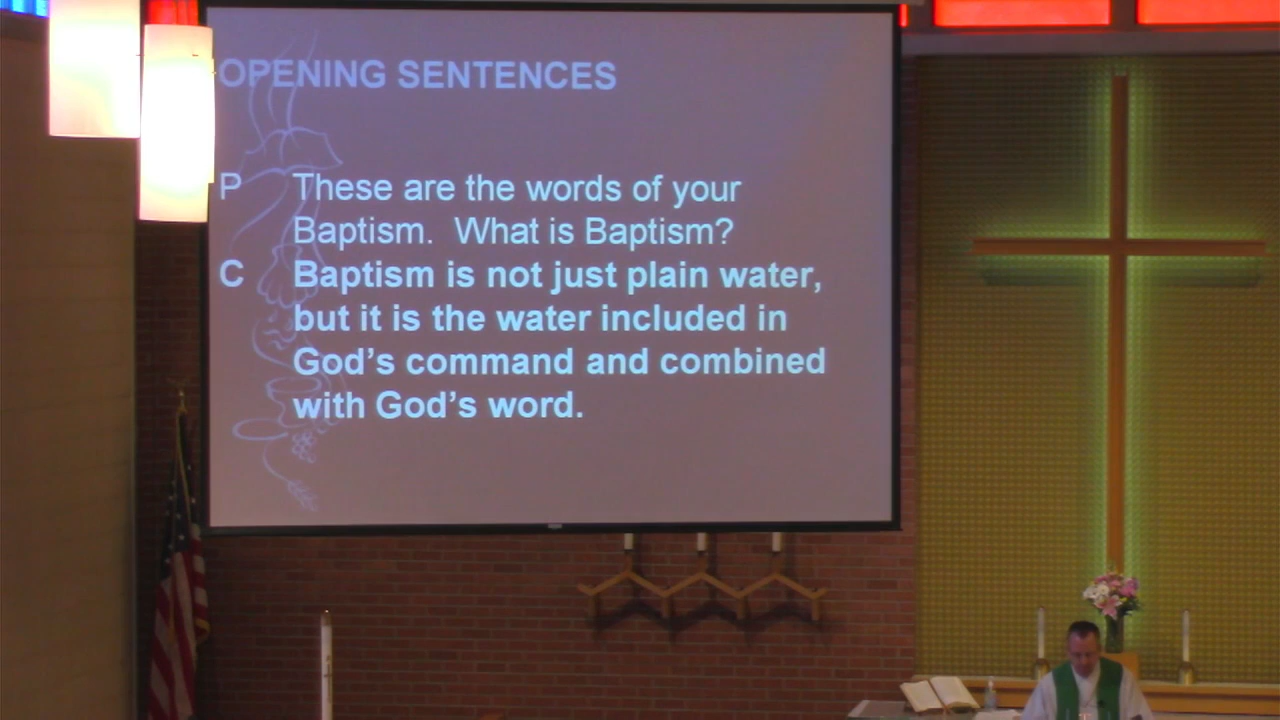 OPENING SENTENCES
P These are the words of your
Baptism. What is Baptism?
C Baptism is not just plain water,
but it is the water included in
God's command and combined
with God's word.